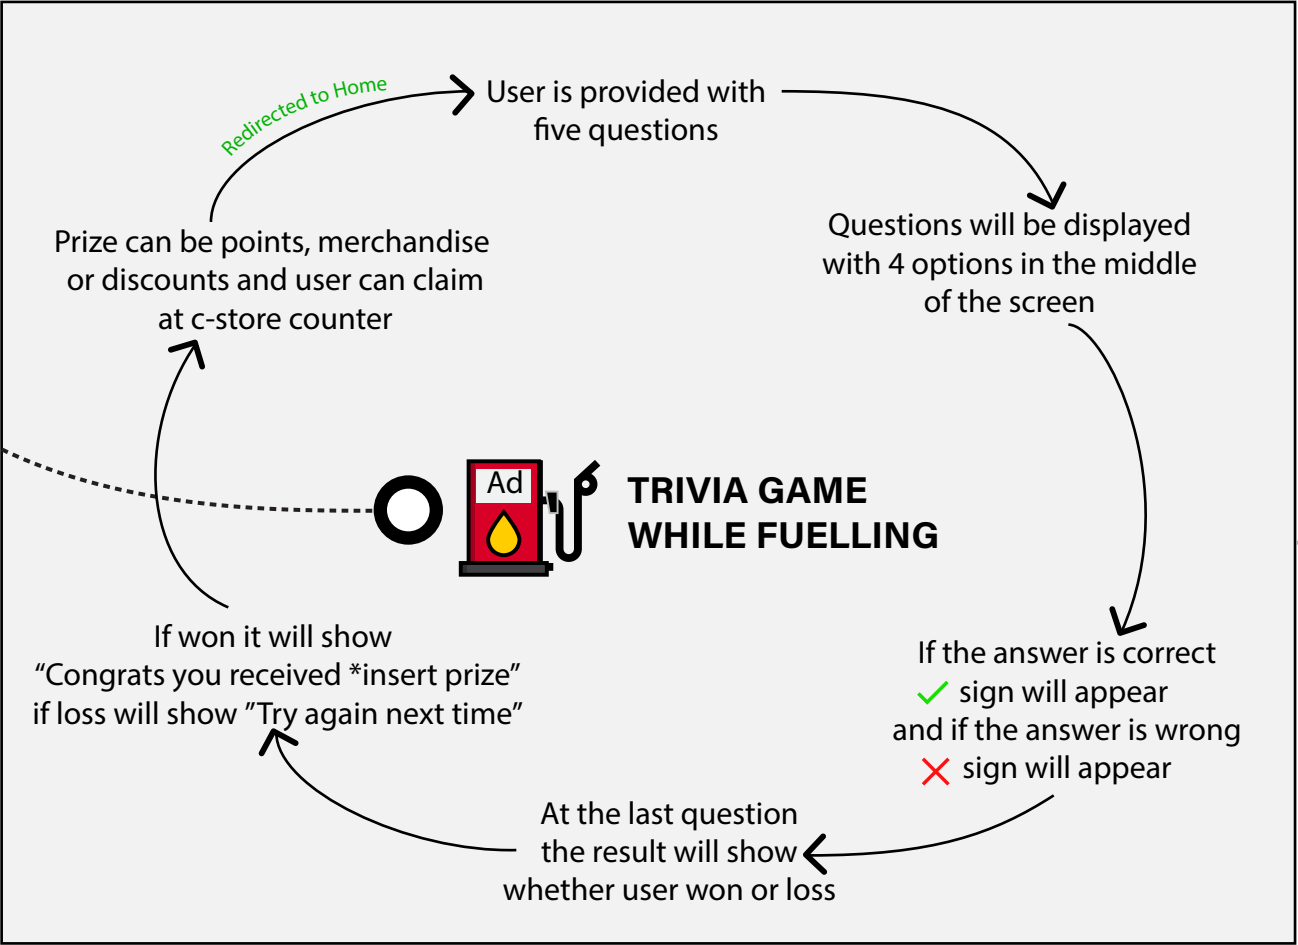 Redirected to Home
User is provided with
five questions
Questions will be displayed
with 4 options in the middle
of the screen
If the answer is correct
✓ sign will appear
and if the answer is wrong
✕ sign will appear
At the last question
the result will show
whether user won or loss
If won it will show
“Congrats you received *insert prize”
if loss will show ”Try again next time”
Prize can be points, merchandise
or discounts and user can claim
at c-store counter
Ad
TRIVIA GAME
WHILE FUELLING